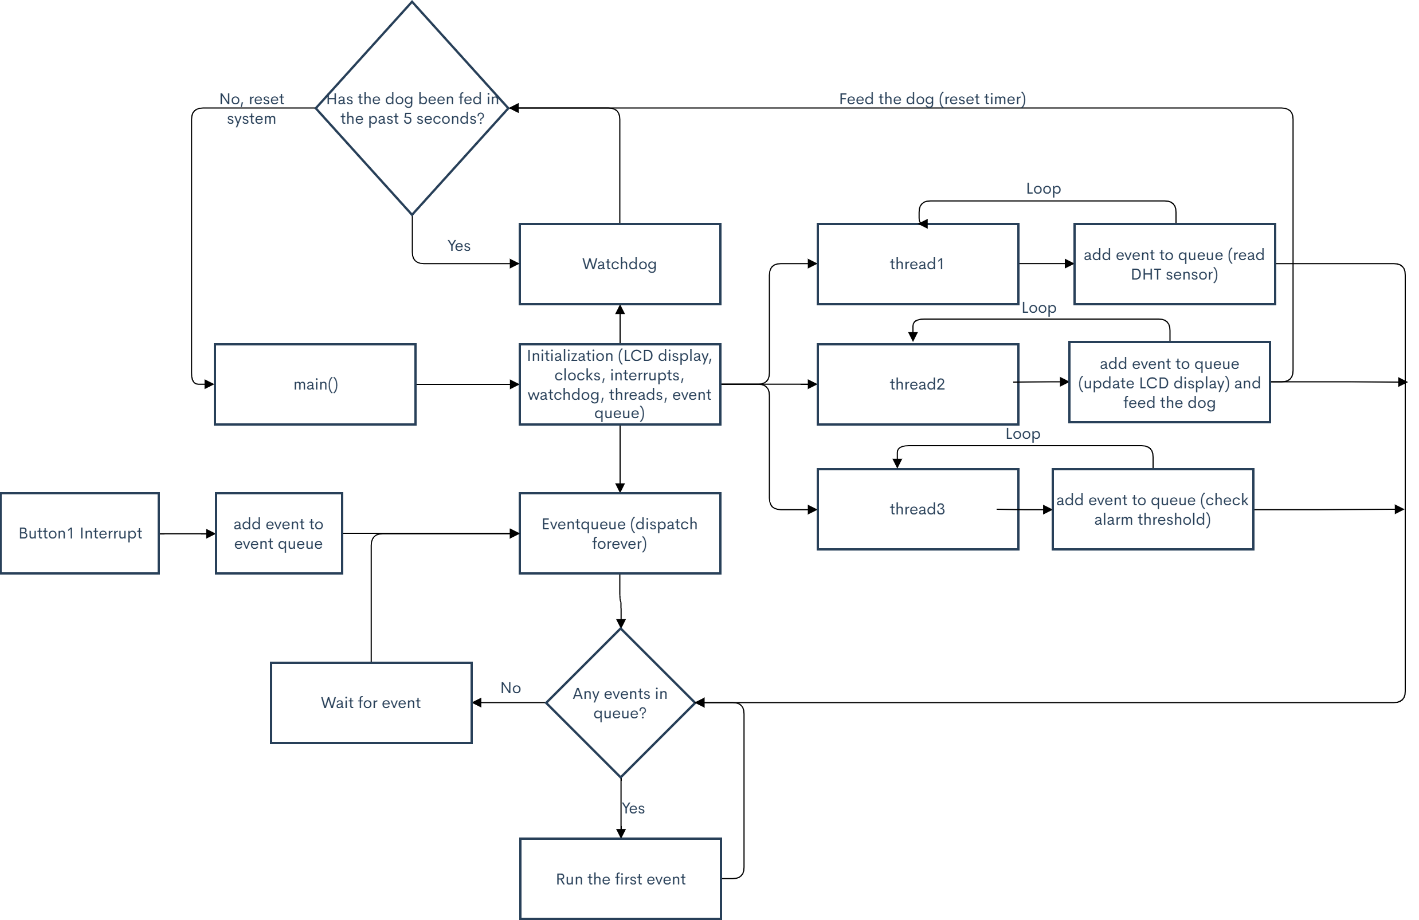 No, reset
system
Has the dog been fed in
the past 5 seconds?
Feed the dog (reset timer)
Loop
Yes
Watchdog
thread1
add event to queue (read
DHT sensor)
Loop
main()
Initialization (LCD display,
clocks, interrupts,
watchdog, threads, event
queue)
thread2
add event to queue
(update LCD display) and
feed the dog
Loop
thread3
add event to queue (check
alarm threshold)
Button1 Interrupt
add event to
event queue
Eventqueue (dispatch
forever)
Wait for event
No
Any events in
queue?
Yes
Run the first event